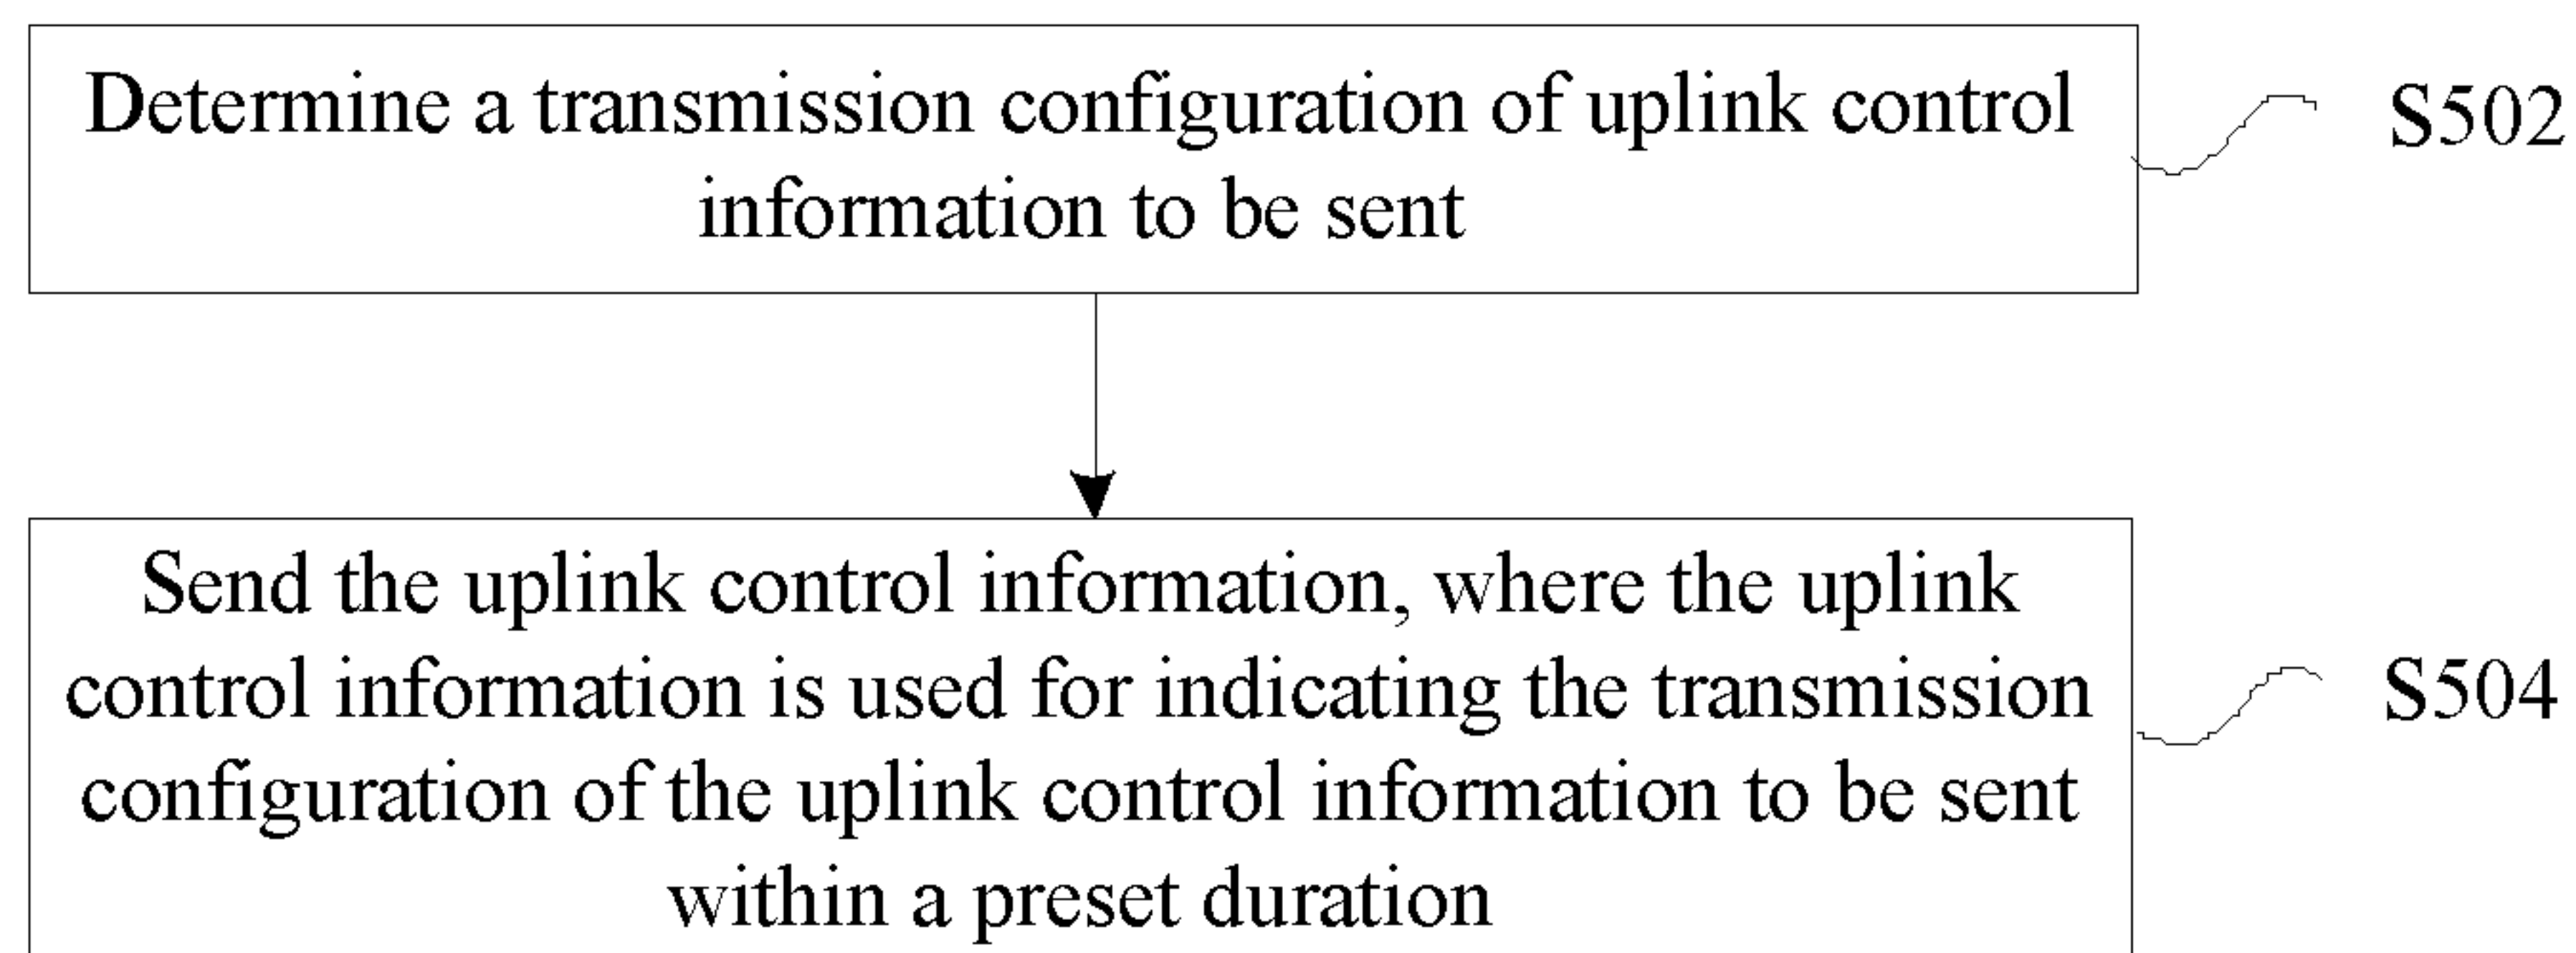 Determine a transmission configuration of uplink control
information to be sent
S502
Send the uplink control information, where the uplink
control information is used for indicating the transmission
configuration of the uplink control information to be sent
within a preset duration
S504